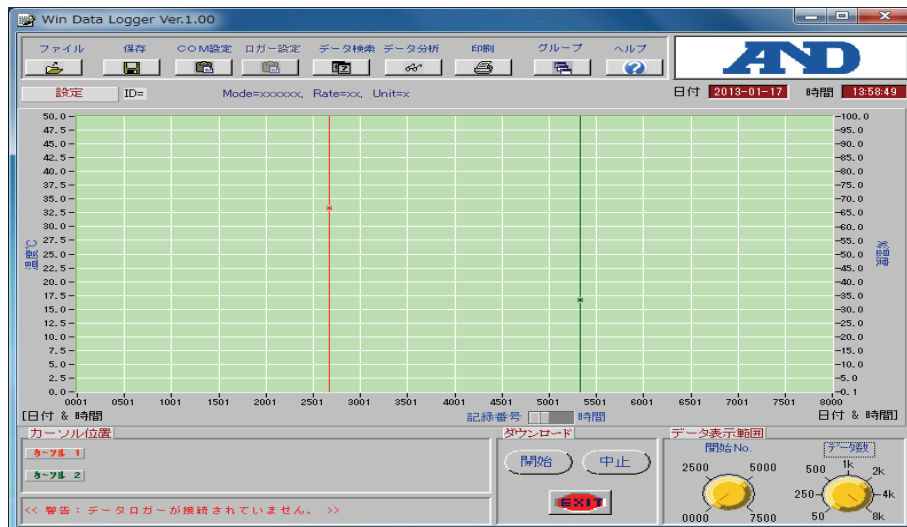 Win Data Logger Ver.1.00
ファイル 保存 COM設定 ロガー設定 データ検索 データ分析 印刷 グループ ヘルプ
AND
設定 ID= Mode=xxxxxx, Rate=xx, Unit=x 日付 2013-01-17 時間 13:58:49
50.0 100.0
47.5 95.0
45.0 90.0
42.5 85.0
40.0 80.0
37.5 75.0
35.0 70.0
32.5 65.0
30.0 60.0
27.5 55.0
25.0 50.0
22.5 45.0
20.0 40.0
17.5 35.0
15.0 30.0
12.5 25.0
10.0 20.0
7.5 15.0
5.0 10.0
2.5 5.0
0.0 0.1
温度℃
湿度%
0001 0501 1001 1501 2001 2501 3001 3501 4001 4501 5001 5501 6001 6501 7001 7501 8000
[日付 & 時間 記録番号 時間 日付 & 時間]
カーソル位置 ダウンロード データ表示範囲
カーソル 1
カーソル 2
開始 中止
EXIT
開始No. データ数
2500 5000 500 1k 2k
250 4k
0000 7500 50 8k
<< 警告：データロガーが接続されていません。 >>